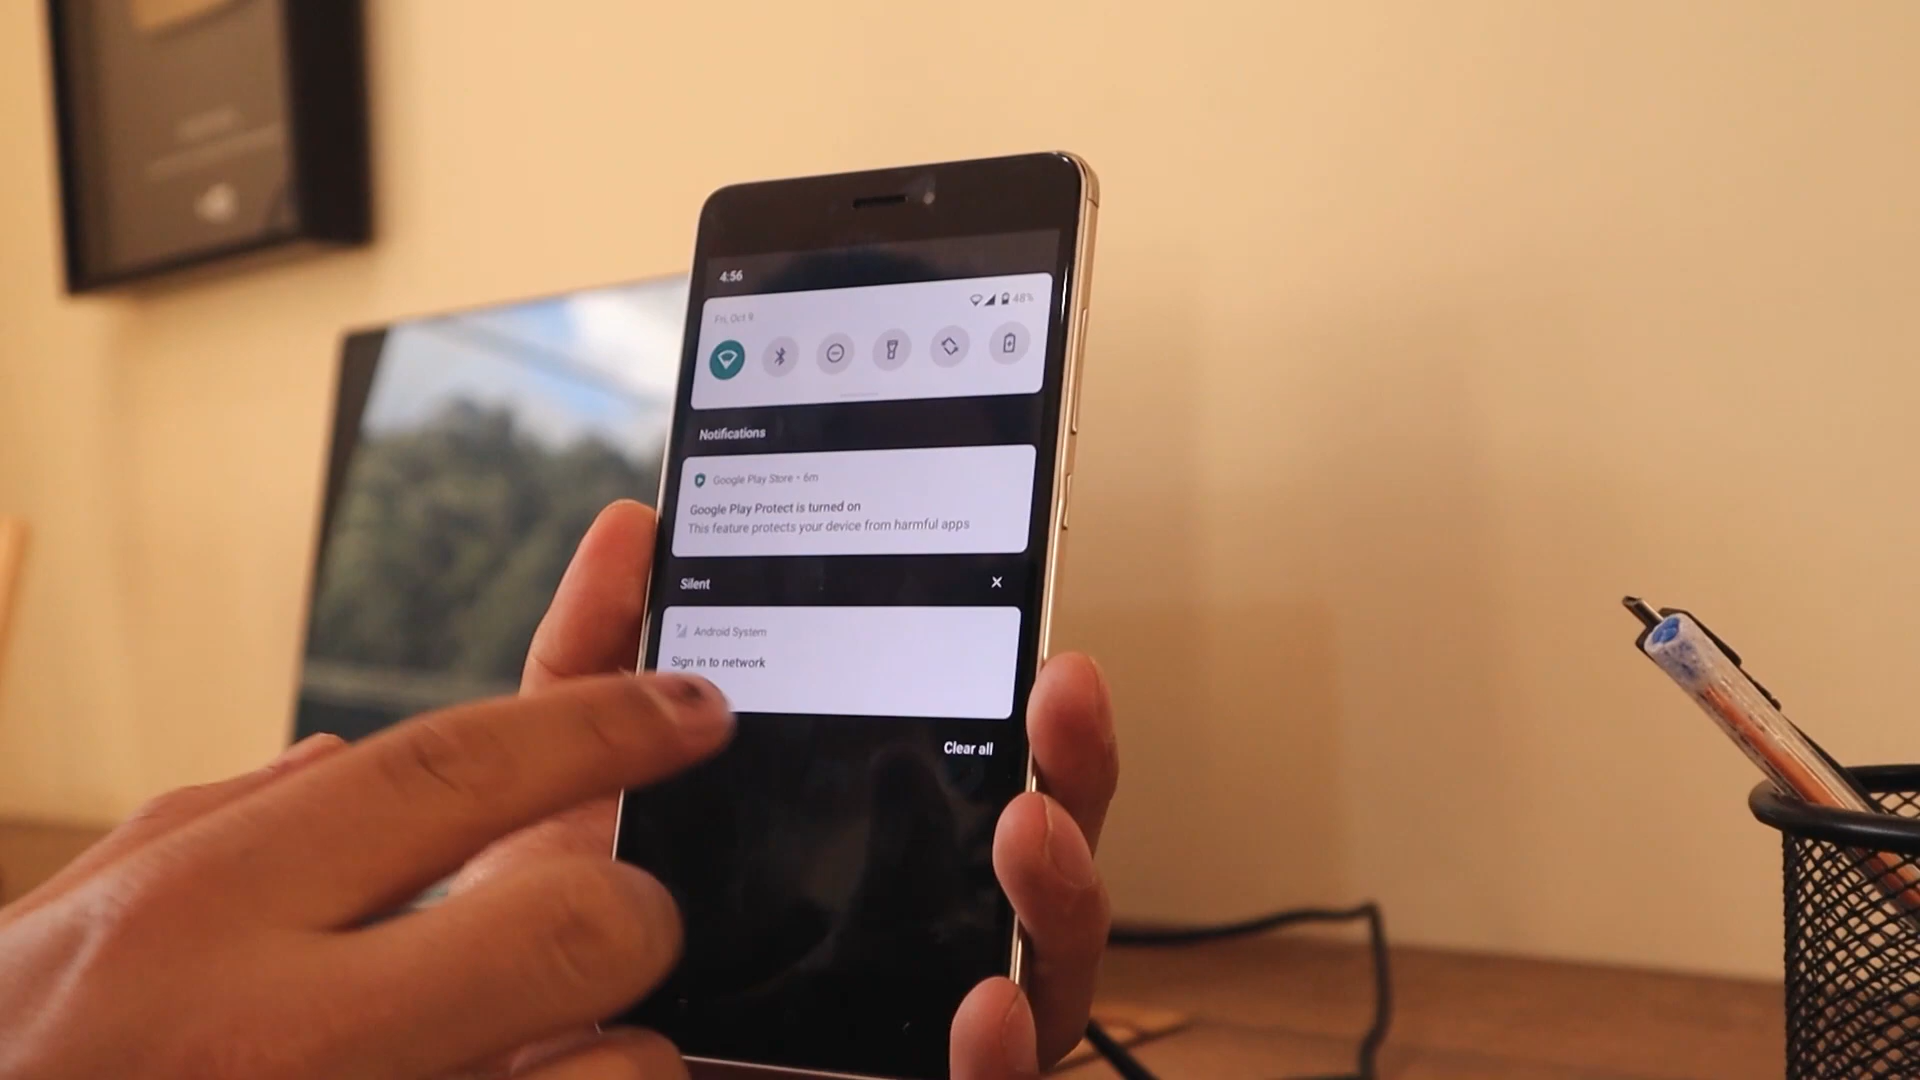 4:56
48%
Fri, Oct 9
Notifications
Google Play Store • 6m
Google Play Protect is turned on
This feature protects your device from harmful apps
Silent
Android System
Sign in to network
Clear all